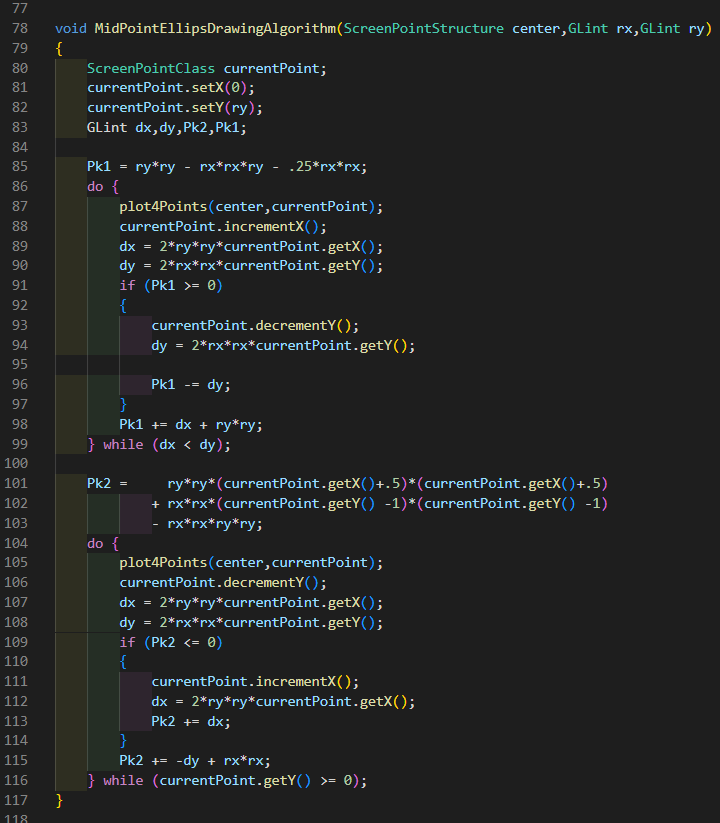 77
78 void MidPointEllipsDrawingAlgorithm(ScreenPointStructure center,GLint rx,GLint ry)
79 {
80     ScreenPointClass currentPoint;
81     currentPoint.setX(0);
82     currentPoint.setY(ry);
83     GLint dx,dy,Pk2,Pk1;
84
85     Pk1 = ry*ry - rx*rx*ry - .25*rx*rx;
86     do {
87         plot4Points(center,currentPoint);
88         currentPoint.incrementX();
89         dx = 2*ry*ry*currentPoint.getX();
90         dy = 2*rx*rx*currentPoint.getY();
91         if (Pk1 >= 0)
92         {
93             currentPoint.decrementY();
94             dy = 2*rx*rx*currentPoint.getY();
95
96             Pk1 -= dy;
97         }
98         Pk1 += dx + ry*ry;
99     } while (dx < dy);
100
101     Pk2 =     ry*ry*(currentPoint.getX()+.5)*(currentPoint.getX()+.5)
102             + rx*rx*(currentPoint.getY() -1)*(currentPoint.getY() -1)
103             - rx*rx*ry*ry;
104     do {
105         plot4Points(center,currentPoint);
106         currentPoint.decrementY();
107         dx = 2*ry*ry*currentPoint.getX();
108         dy = 2*rx*rx*currentPoint.getY();
109         if (Pk2 <= 0)
110         {
111             currentPoint.incrementX();
112             dx = 2*ry*ry*currentPoint.getX();
113             Pk2 += dx;
114         }
115         Pk2 += -dy + rx*rx;
116     } while (currentPoint.getY() >= 0);
117 }
118